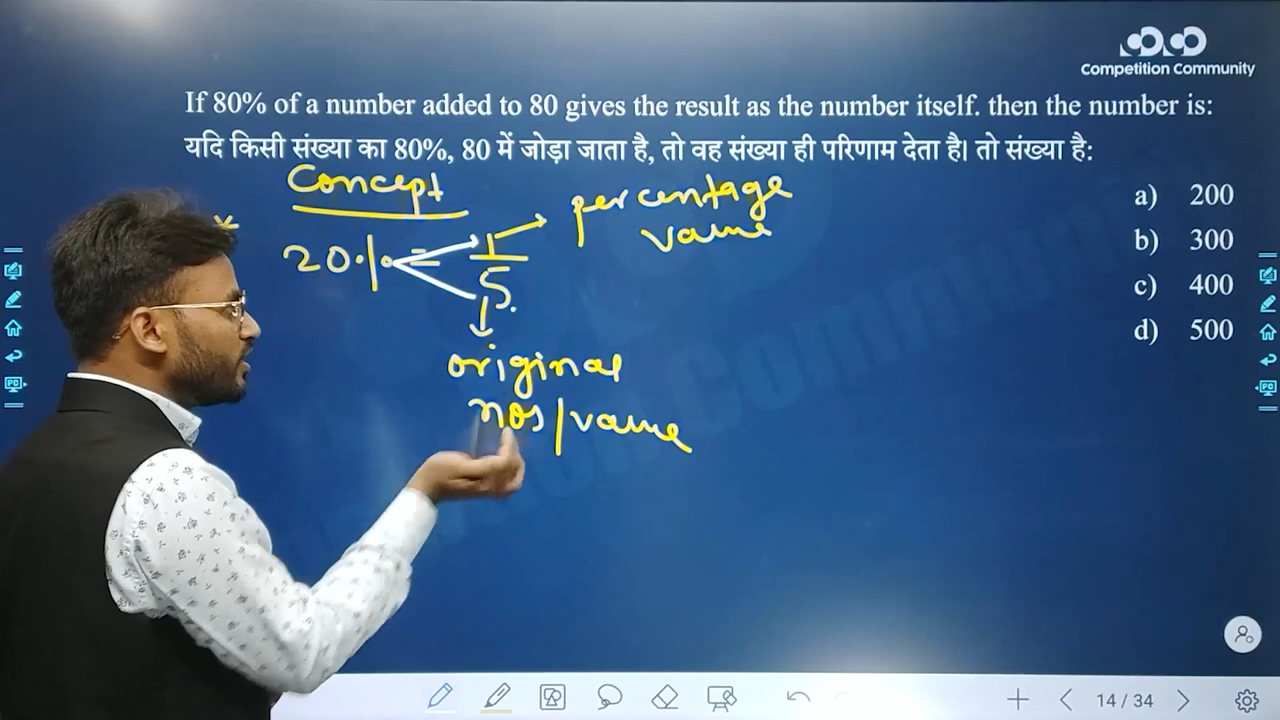 Competition Community
If 80% of a number added to 80 gives the result as the number itself. then the number is:
यदि किसी संख्या का 80%, 80 में जोड़ा जाता है, तो वह संख्या ही परिणाम देता है। तो संख्या है:
Concept
* 20% = 1/5
percentage
value
original
nos/value
a) 200
b) 300
c) 400
d) 500
PC
PC
14 / 34